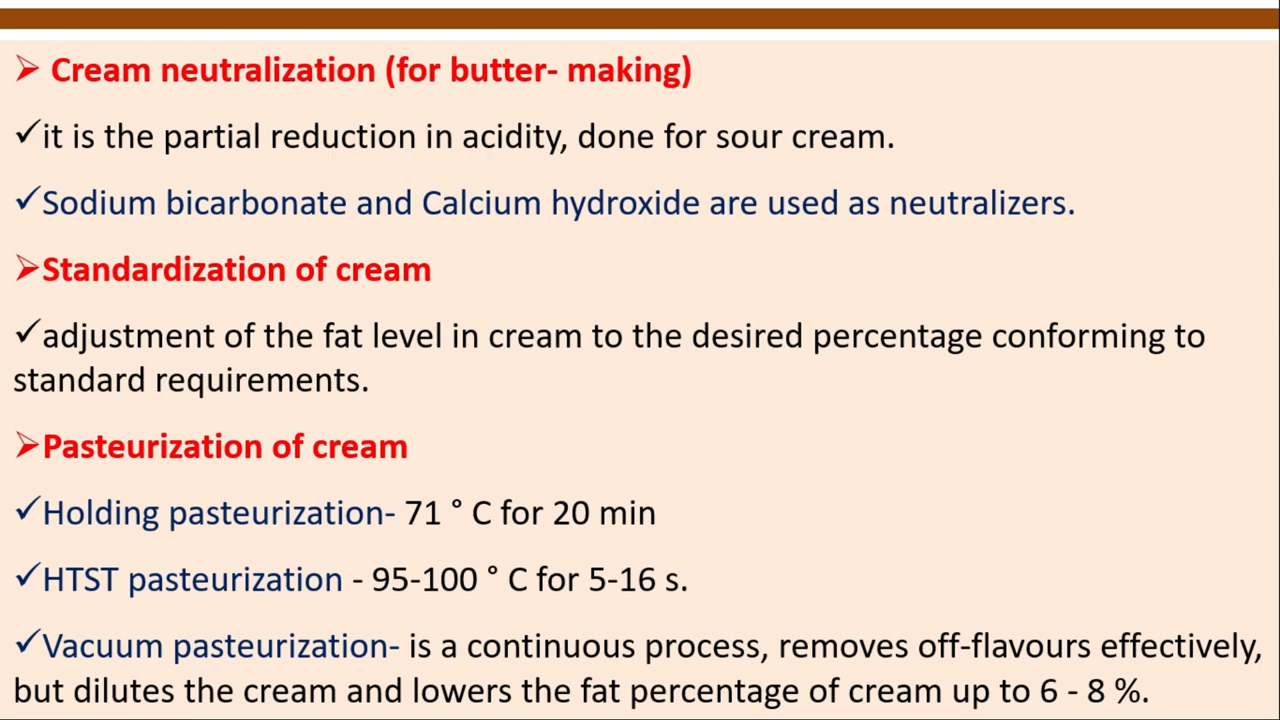 ➢ Cream neutralization (for butter- making)
✓it is the partial reduction in acidity, done for sour cream.
✓Sodium bicarbonate and Calcium hydroxide are used as neutralizers.
➢Standardization of cream
✓adjustment of the fat level in cream to the desired percentage conforming to
standard requirements.
➢Pasteurization of cream
✓Holding pasteurization- 71 ° C for 20 min
✓HTST pasteurization - 95-100 ° C for 5-16 s.
✓Vacuum pasteurization- is a continuous process, removes off-flavours effectively,
but dilutes the cream and lowers the fat percentage of cream up to 6 - 8 %.